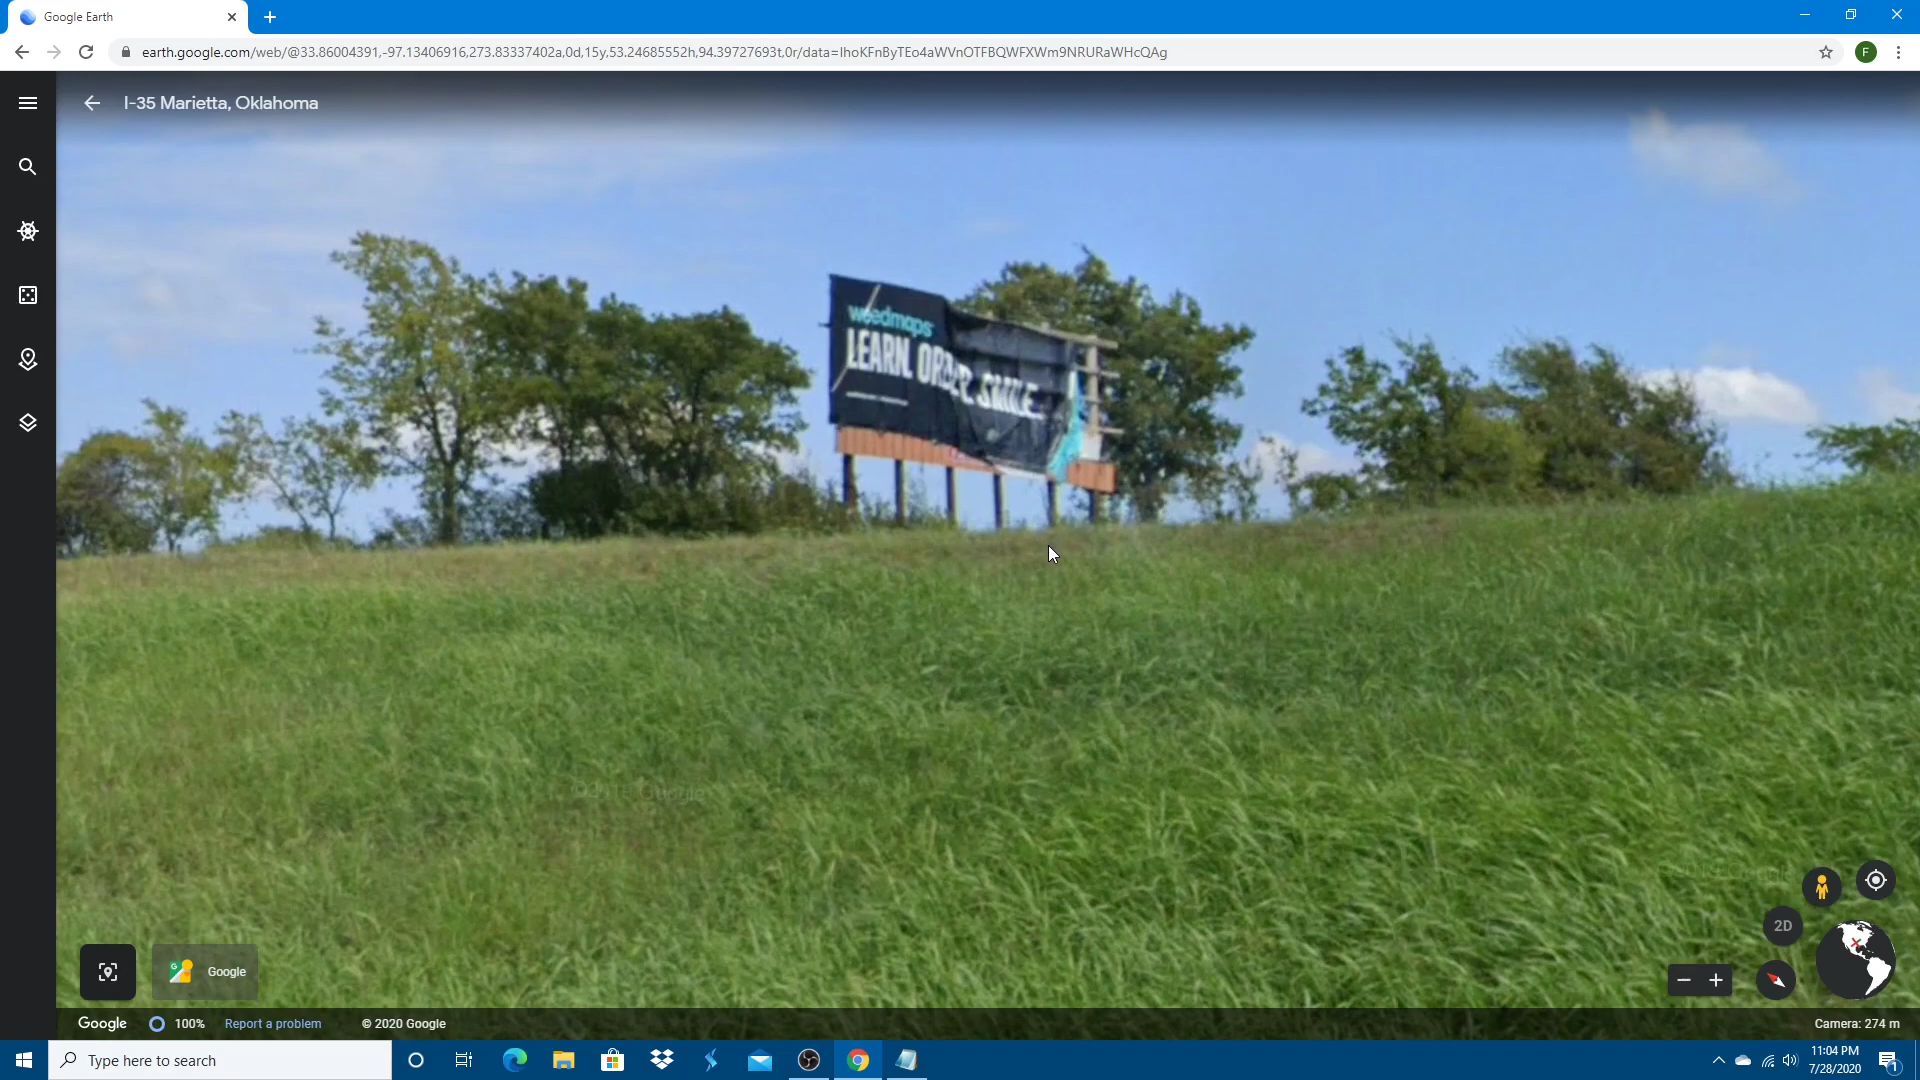 Google Earth
earth.google.com/web/@33.86004391,-97.13406916,273.83337402a,0d,15y,53.24685552h,94.39727693t,0r/data=IhoKFnByTEo4aWVnOTFBQWFXWm9NRURaWHcQAg
F
I-35 Marietta, Oklahoma
weedmaps
LEARN. ORDER. SMILE.
2D
Google
Google
100%
Report a problem
© 2020 Google
Camera: 274 m
Type here to search
11:04 PM
7/28/2020
1